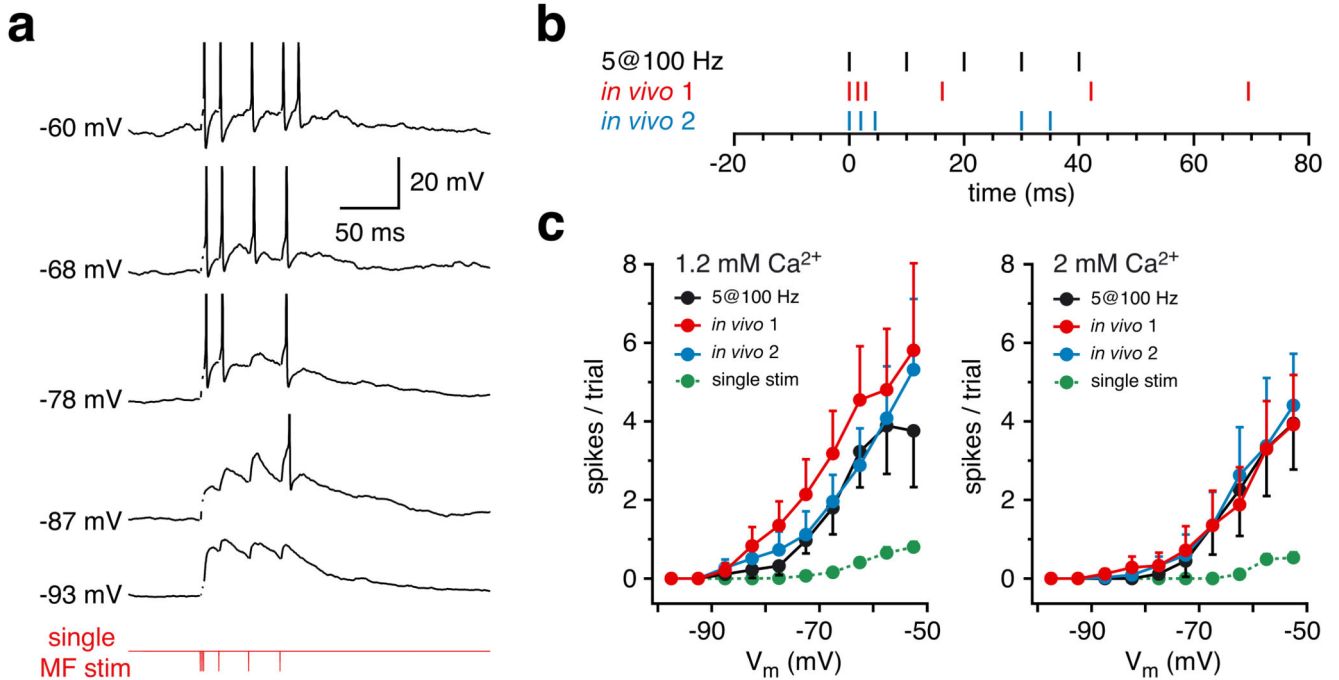 a
-60 mV
20 mV
50 ms
-68 mV
-78 mV
-87 mV
-93 mV
single
MF stim
b
5@100 Hz
in vivo 1
in vivo 2
-20 0 20 40 60 80
time (ms)
c
1.2 mM Ca²⁺
5@100 Hz
in vivo 1
in vivo 2
single stim
8
6
4
2
0
spikes / trial
-90 -70 -50
Vₘ (mV)
2 mM Ca²⁺
5@100 Hz
in vivo 1
in vivo 2
single stim
8
6
4
2
0
spikes / trial
-90 -70 -50
Vₘ (mV)